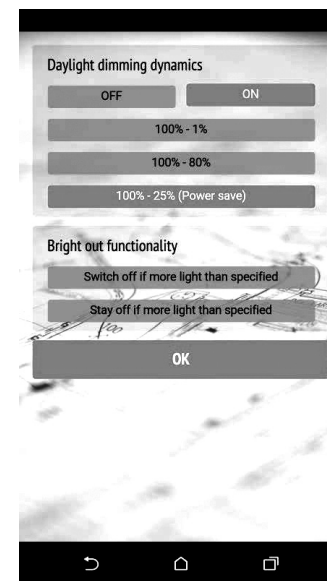 Daylight dimming dynamics
OFF ON
100% - 1%
100% - 80%
100% - 25% (Power save)
Bright out functionality
Switch off if more light than specified
Stay off if more light than specified
OK